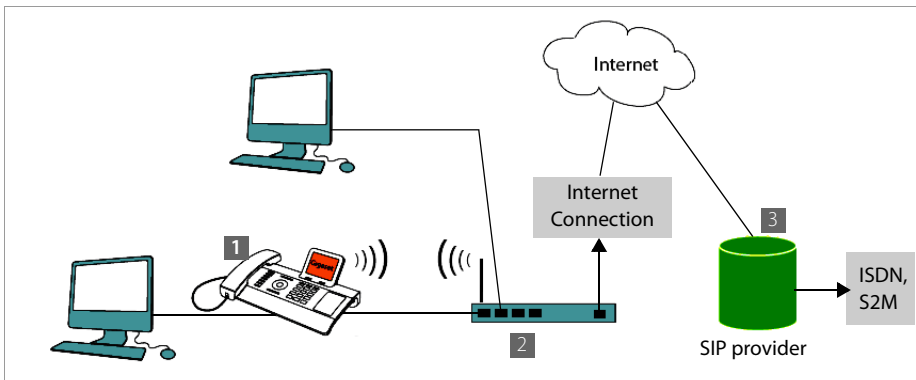 Internet
Internet
Connection
3
1
ISDN,
S2M
2
SIP provider